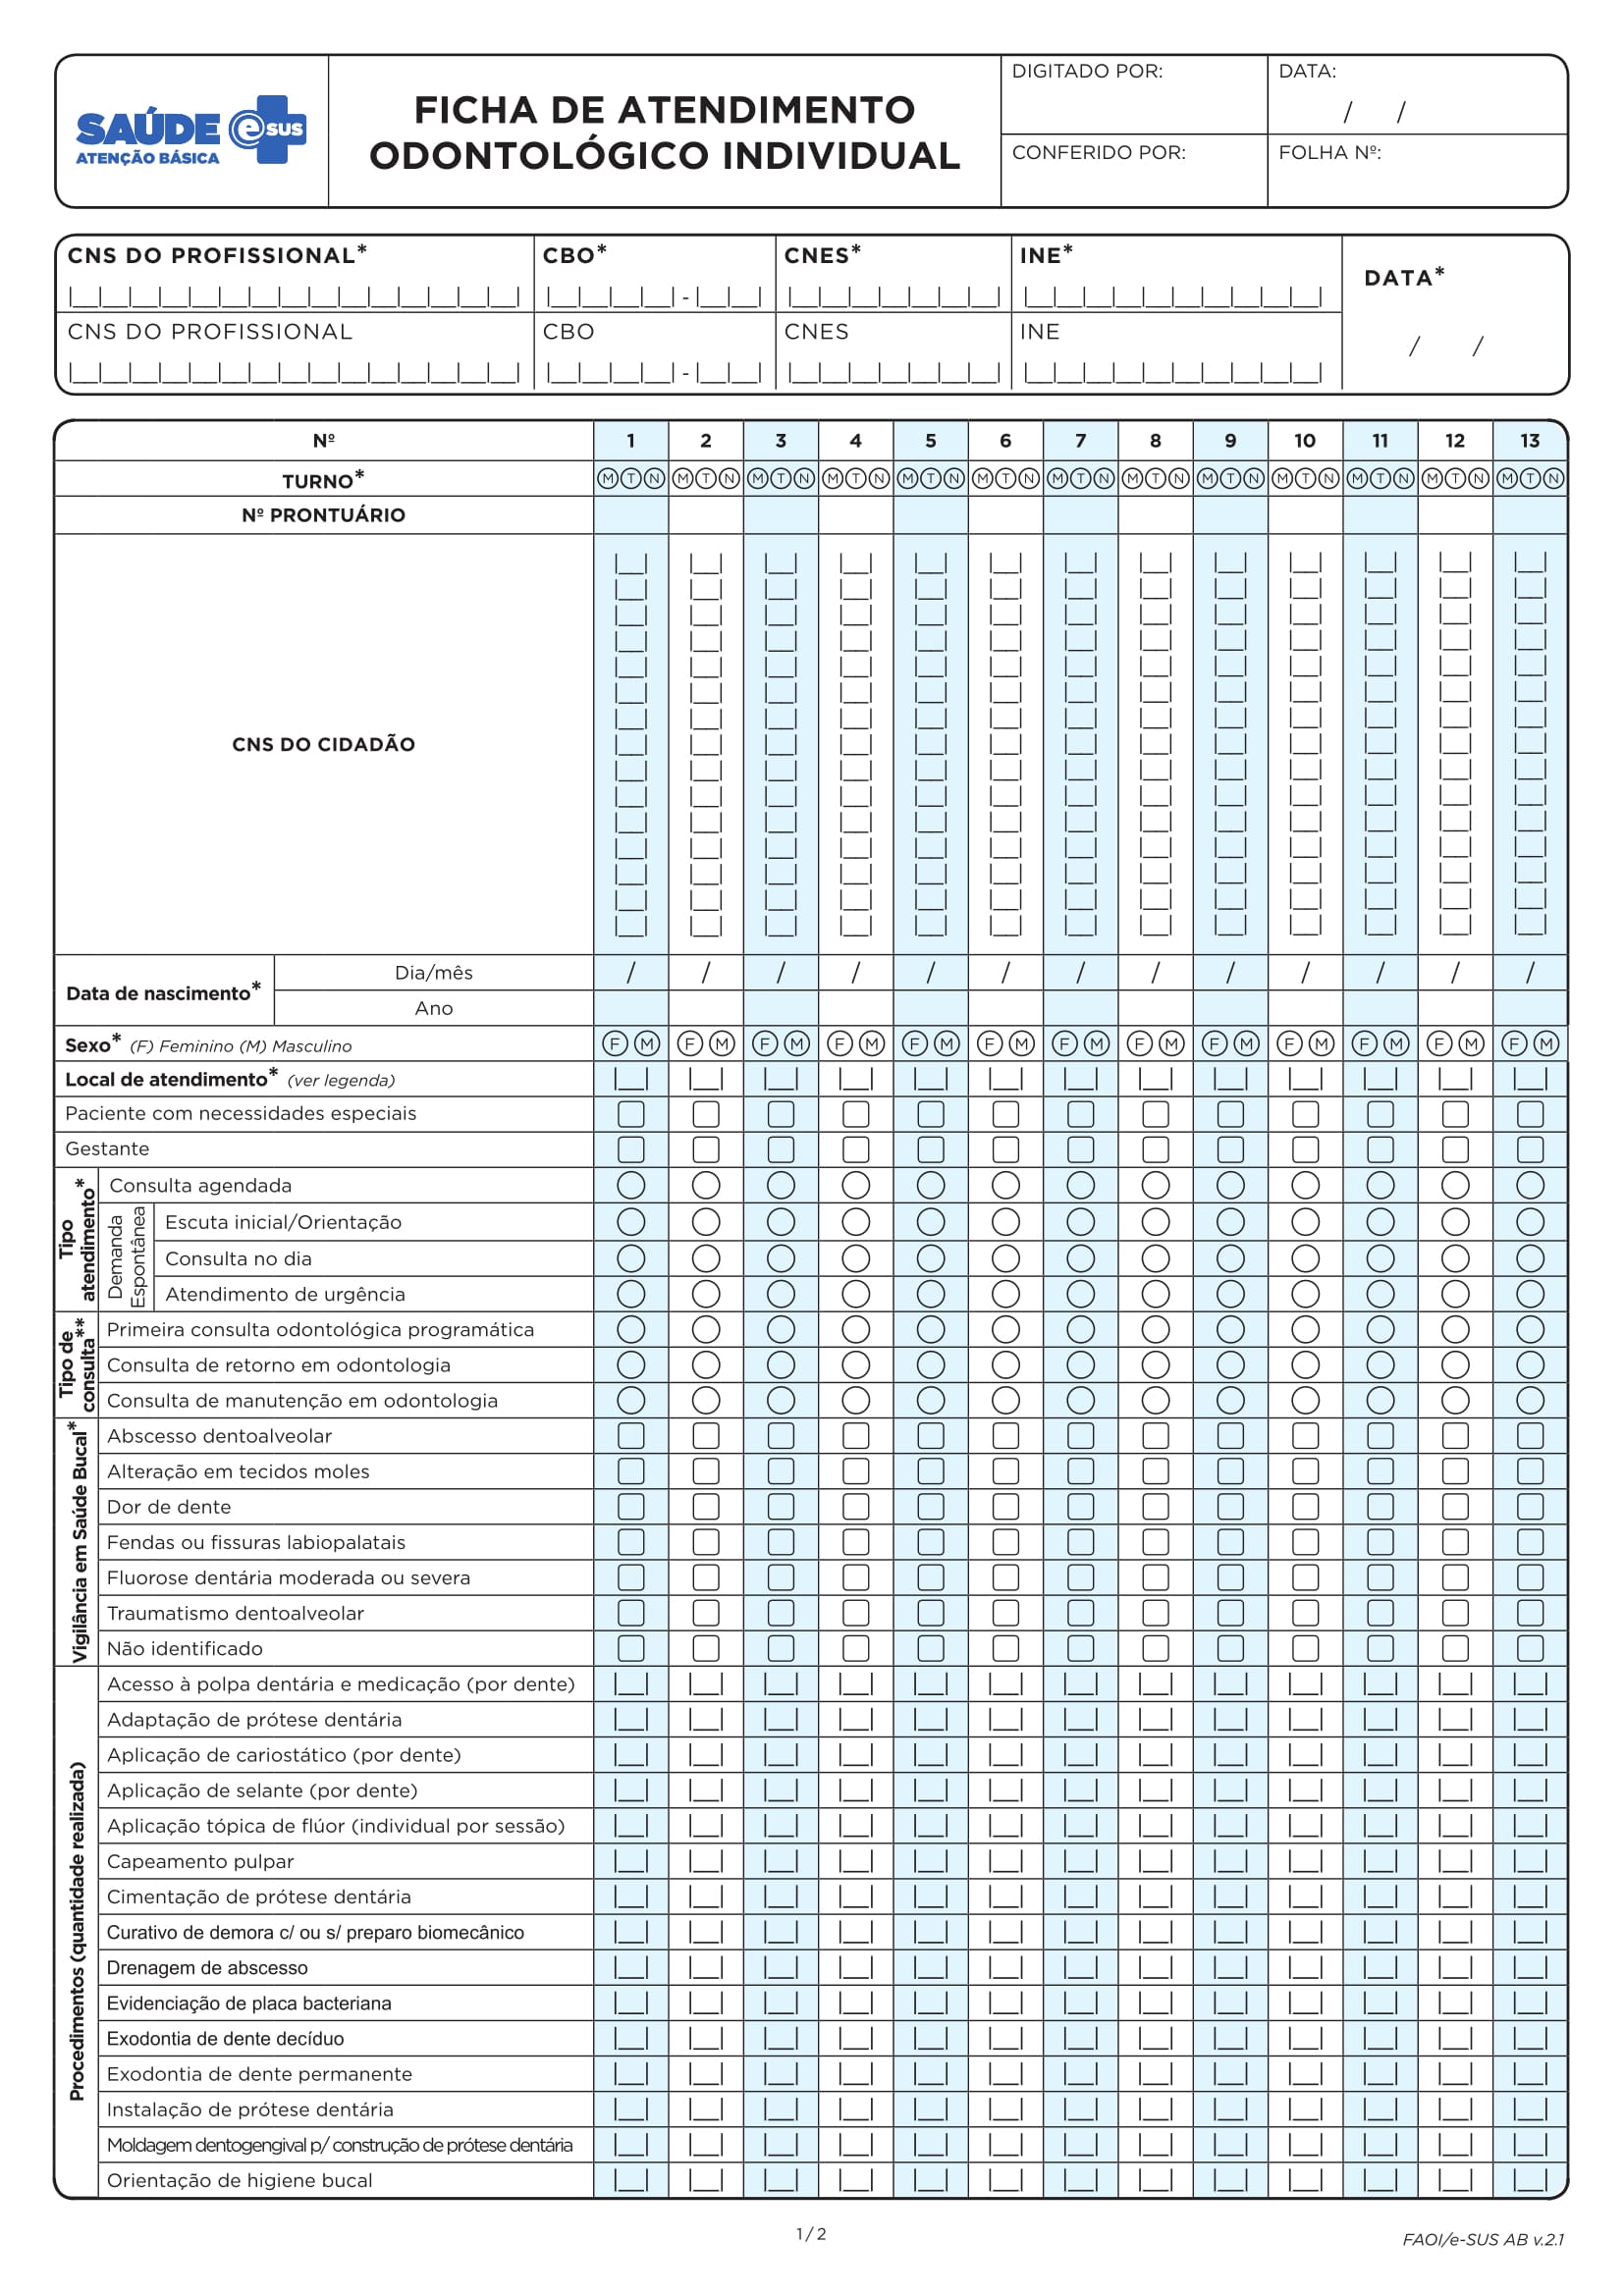 SAÚDE e sus
ATENÇÃO BÁSICA
FICHA DE ATENDIMENTO
ODONTOLÓGICO INDIVIDUAL
DIGITADO POR:
DATA:
/ /
CONFERIDO POR:
FOLHA Nº:
CNS DO PROFISSIONAL* CBO* CNES* INE*
DATA*
-
CNS DO PROFISSIONAL CBO CNES INE
/ /
-
Nº 1 2 3 4 5 6 7 8 9 10 11 12 13
TURNO* M T N M T N M T N M T N M T N M T N M T N M T N M T N M T N M T N M T N M T N
Nº PRONTUÁRIO
CNS DO CIDADÃO
Data de nascimento*
Dia/mês / / / / / / / / / / / / /
Ano
Sexo* (F) Feminino (M) Masculino F M F M F M F M F M F M F M F M F M F M F M F M F M
Local de atendimento* (ver legenda)
Paciente com necessidades especiais
Gestante
Tipo
atendimento*
Consulta agendada
Demanda
Espontânea
Escuta inicial/Orientação
Consulta no dia
Atendimento de urgência
Tipo de
consulta**
Primeira consulta odontológica programática
Consulta de retorno em odontologia
Consulta de manutenção em odontologia
Vigilância em Saúde Bucal*
Abscesso dentoalveolar
Alteração em tecidos moles
Dor de dente
Fendas ou fissuras labiopalatais
Fluorose dentária moderada ou severa
Traumatismo dentoalveolar
Não identificado
Procedimentos (quantidade realizada)
Acesso à polpa dentária e medicação (por dente)
Adaptação de prótese dentária
Aplicação de cariostático (por dente)
Aplicação de selante (por dente)
Aplicação tópica de flúor (individual por sessão)
Capeamento pulpar
Cimentação de prótese dentária
Curativo de demora c/ ou s/ preparo biomecânico
Drenagem de abscesso
Evidenciação de placa bacteriana
Exodontia de dente decíduo
Exodontia de dente permanente
Instalação de prótese dentária
Moldagem dentogengival p/ construção de prótese dentária
Orientação de higiene bucal
1 / 2
FAOI/e-SUS AB v.2.1